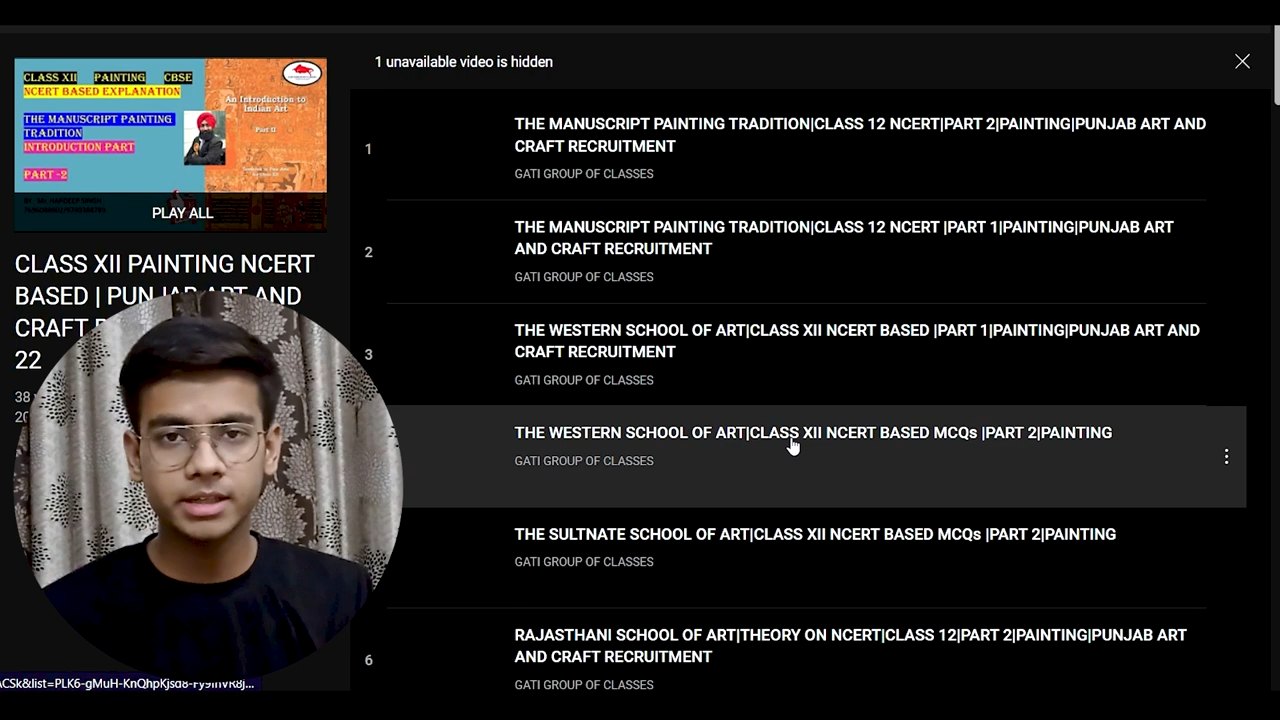 1 unavailable video is hidden
CLASS XII PAINTING CBSE
NCERT BASED EXPLANATION
THE MANUSCRIPT PAINTING
TRADITION
INTRODUCTION PART
PART -2
An Introduction to
Indian Art
Part II
PLAY ALL
CLASS XII PAINTING NCERT
BASED | PUNJAB ART AND
CRAFT
22
38
20
1
THE MANUSCRIPT PAINTING TRADITION|CLASS 12 NCERT|PART 2|PAINTING|PUNJAB ART AND
CRAFT RECRUITMENT
GATI GROUP OF CLASSES
2
THE MANUSCRIPT PAINTING TRADITION|CLASS 12 NCERT |PART 1|PAINTING|PUNJAB ART
AND CRAFT RECRUITMENT
GATI GROUP OF CLASSES
3
THE WESTERN SCHOOL OF ART|CLASS XII NCERT BASED |PART 1|PAINTING|PUNJAB ART AND
CRAFT RECRUITMENT
GATI GROUP OF CLASSES
THE WESTERN SCHOOL OF ART|CLASS XII NCERT BASED MCQs |PART 2|PAINTING
GATI GROUP OF CLASSES
THE SULTNATE SCHOOL OF ART|CLASS XII NCERT BASED MCQs |PART 2|PAINTING
GATI GROUP OF CLASSES
6
RAJASTHANI SCHOOL OF ART|THEORY ON NCERT|CLASS 12|PART 2|PAINTING|PUNJAB ART
AND CRAFT RECRUITMENT
GATI GROUP OF CLASSES